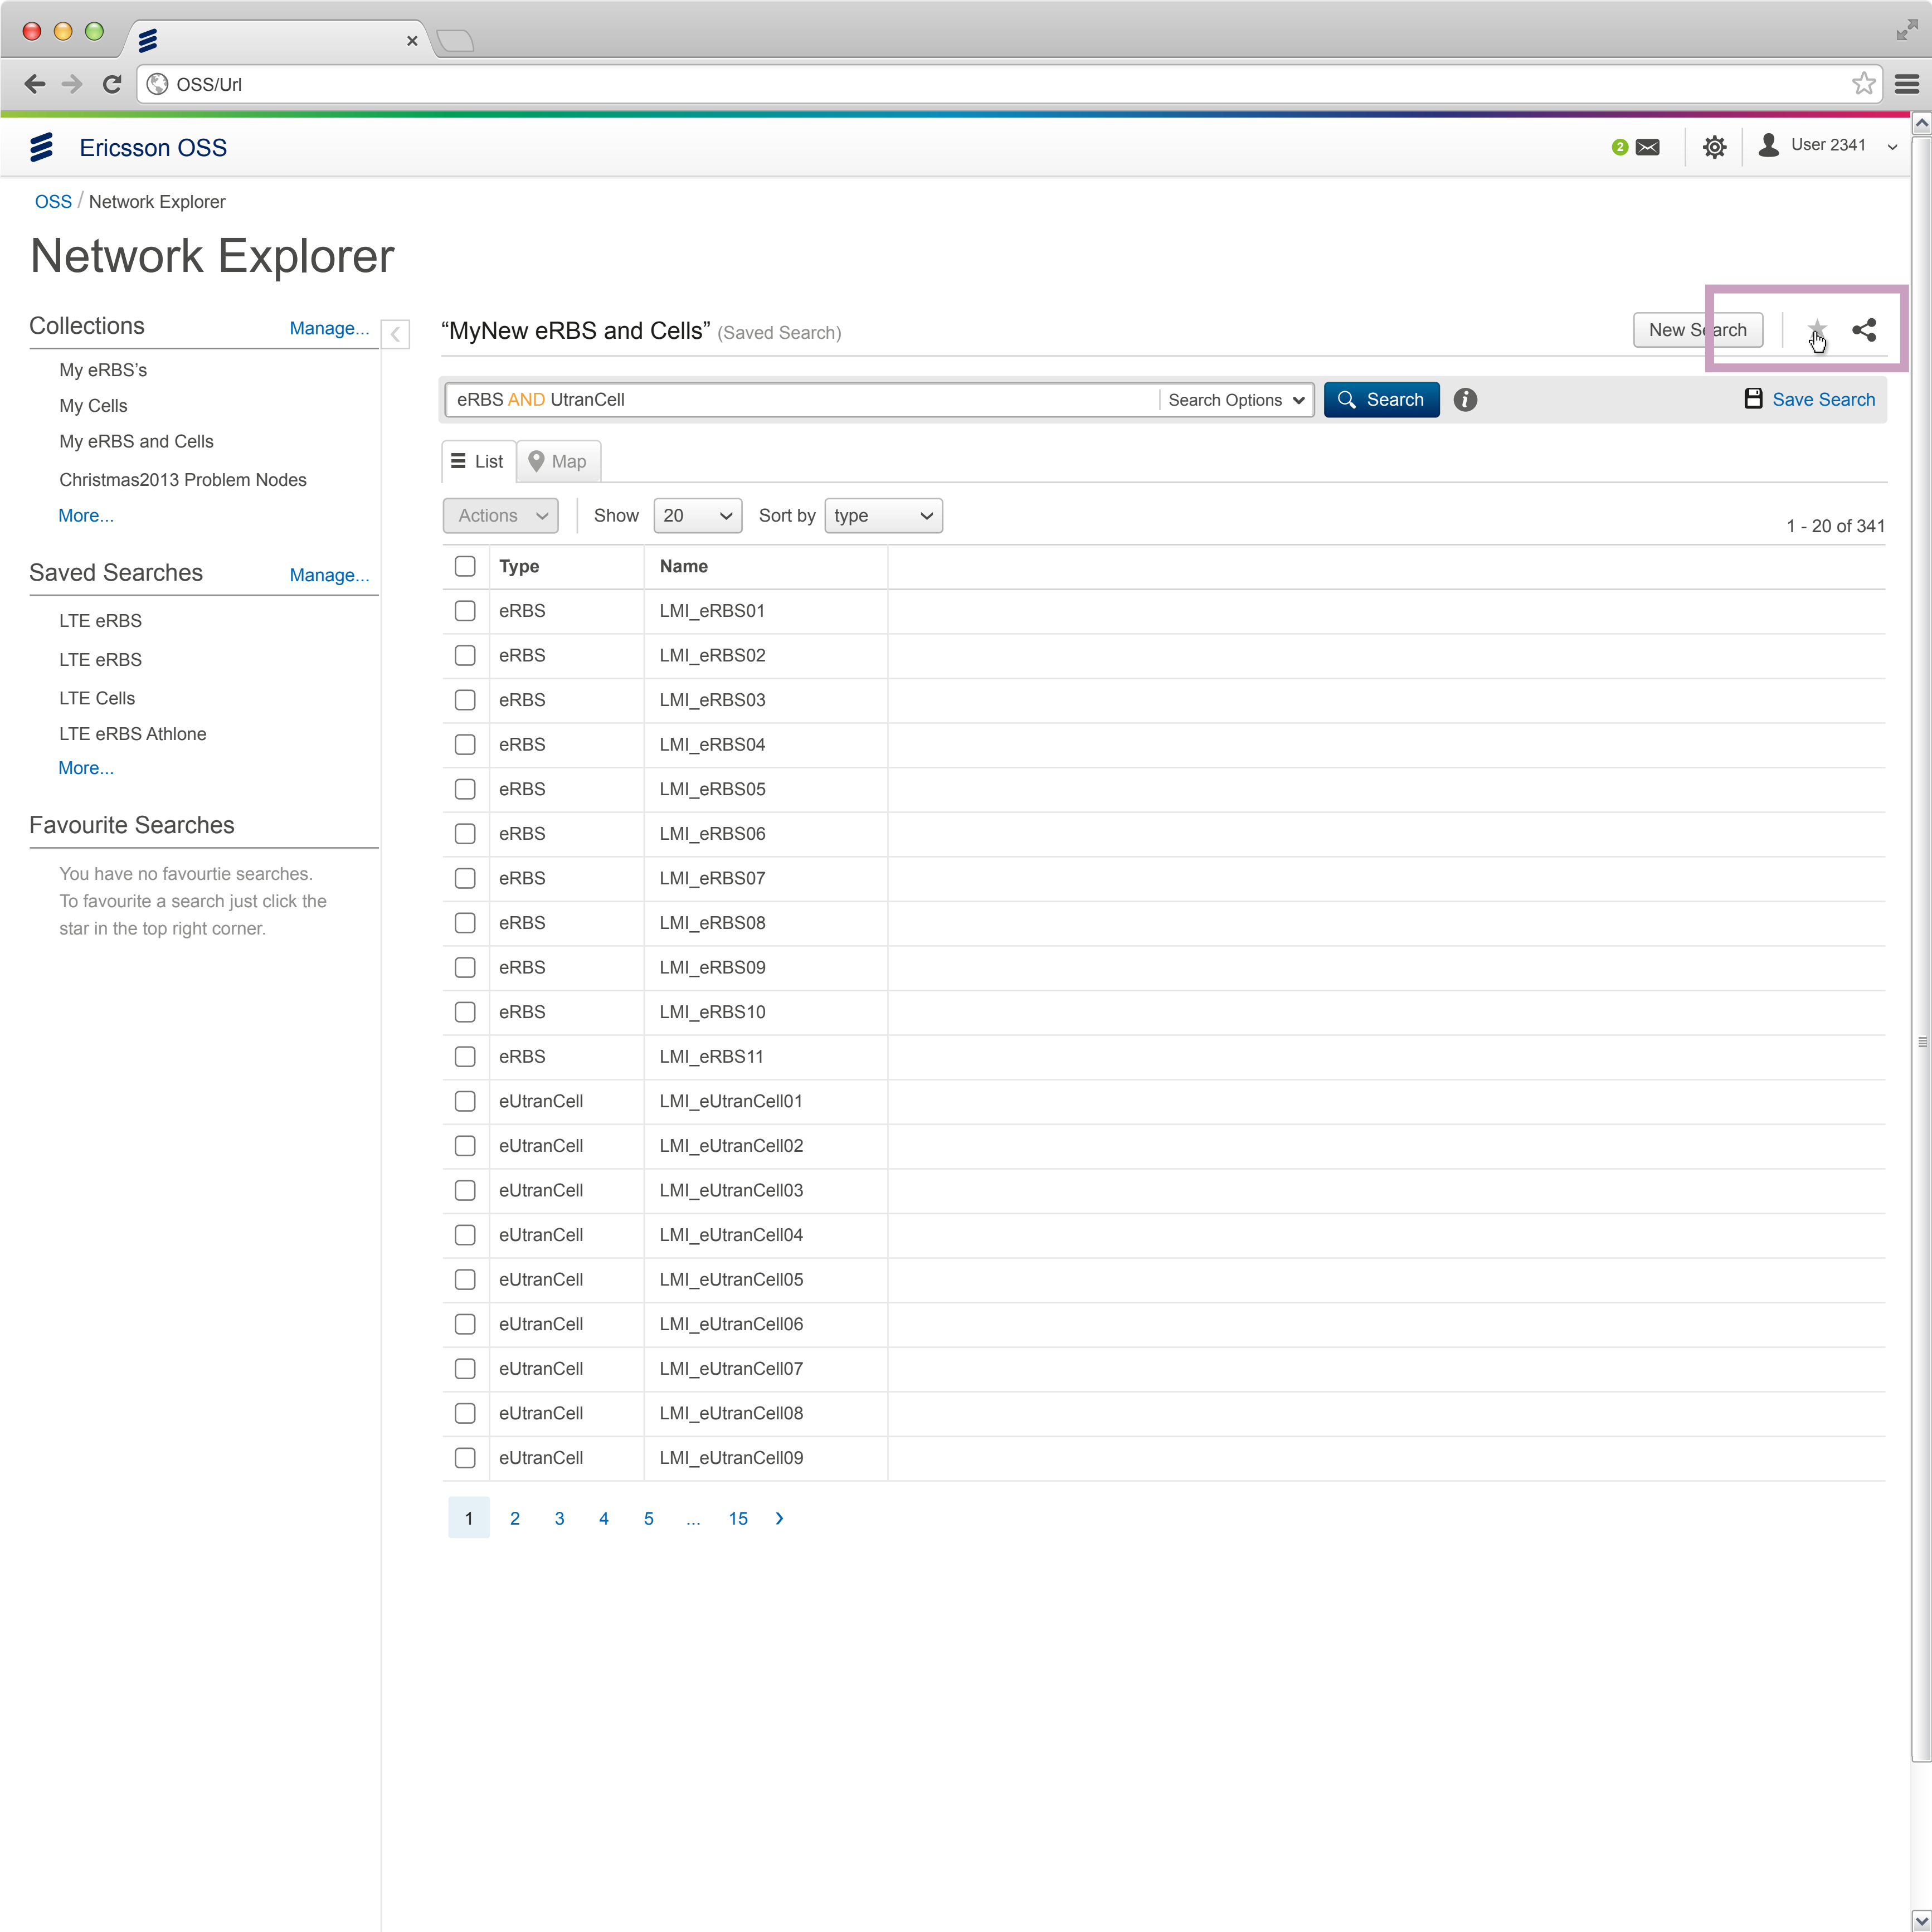 OSS/Url
Ericsson OSS
2
User 2341
OSS / Network Explorer
Network Explorer
Collections Manage...
My eRBS's
My Cells
My eRBS and Cells
Christmas2013 Problem Nodes
More...
Saved Searches Manage...
LTE eRBS
LTE eRBS
LTE Cells
LTE eRBS Athlone
More...
Favourite Searches
You have no favourtie searches.
To favourite a search just click the
star in the top right corner.
“MyNew eRBS and Cells” (Saved Search)
New Search
eRBS AND UtranCell
Search Options
Search
Save Search
List
Map
Actions
Show 20 Sort by type
1 - 20 of 341
Type Name
eRBS LMI_eRBS01
eRBS LMI_eRBS02
eRBS LMI_eRBS03
eRBS LMI_eRBS04
eRBS LMI_eRBS05
eRBS LMI_eRBS06
eRBS LMI_eRBS07
eRBS LMI_eRBS08
eRBS LMI_eRBS09
eRBS LMI_eRBS10
eRBS LMI_eRBS11
eUtranCell LMI_eUtranCell01
eUtranCell LMI_eUtranCell02
eUtranCell LMI_eUtranCell03
eUtranCell LMI_eUtranCell04
eUtranCell LMI_eUtranCell05
eUtranCell LMI_eUtranCell06
eUtranCell LMI_eUtranCell07
eUtranCell LMI_eUtranCell08
eUtranCell LMI_eUtranCell09
1 2 3 4 5 ... 15